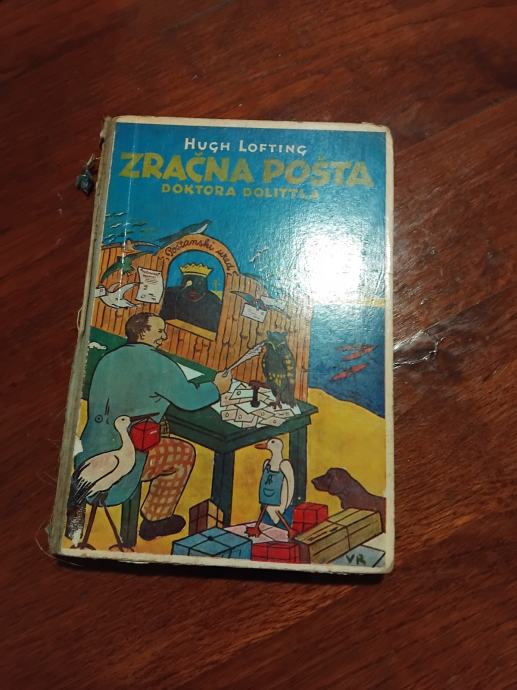 HUGH LOFTING
ZRAČNA POŠTA
DOKTORA DOLITTLA
Poštanski ured
VR